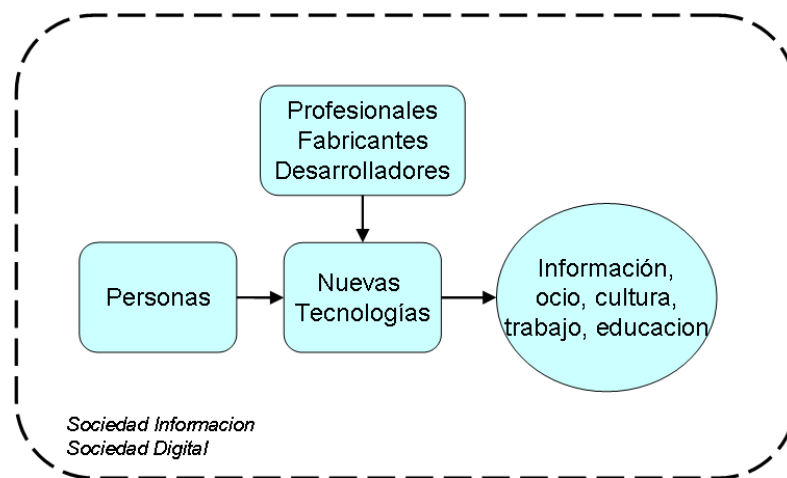 Profesionales
Fabricantes
Desarrolladores
Personas
Nuevas
Tecnologías
Información,
ocio, cultura,
trabajo, educacion
Sociedad Informacion
Sociedad Digital